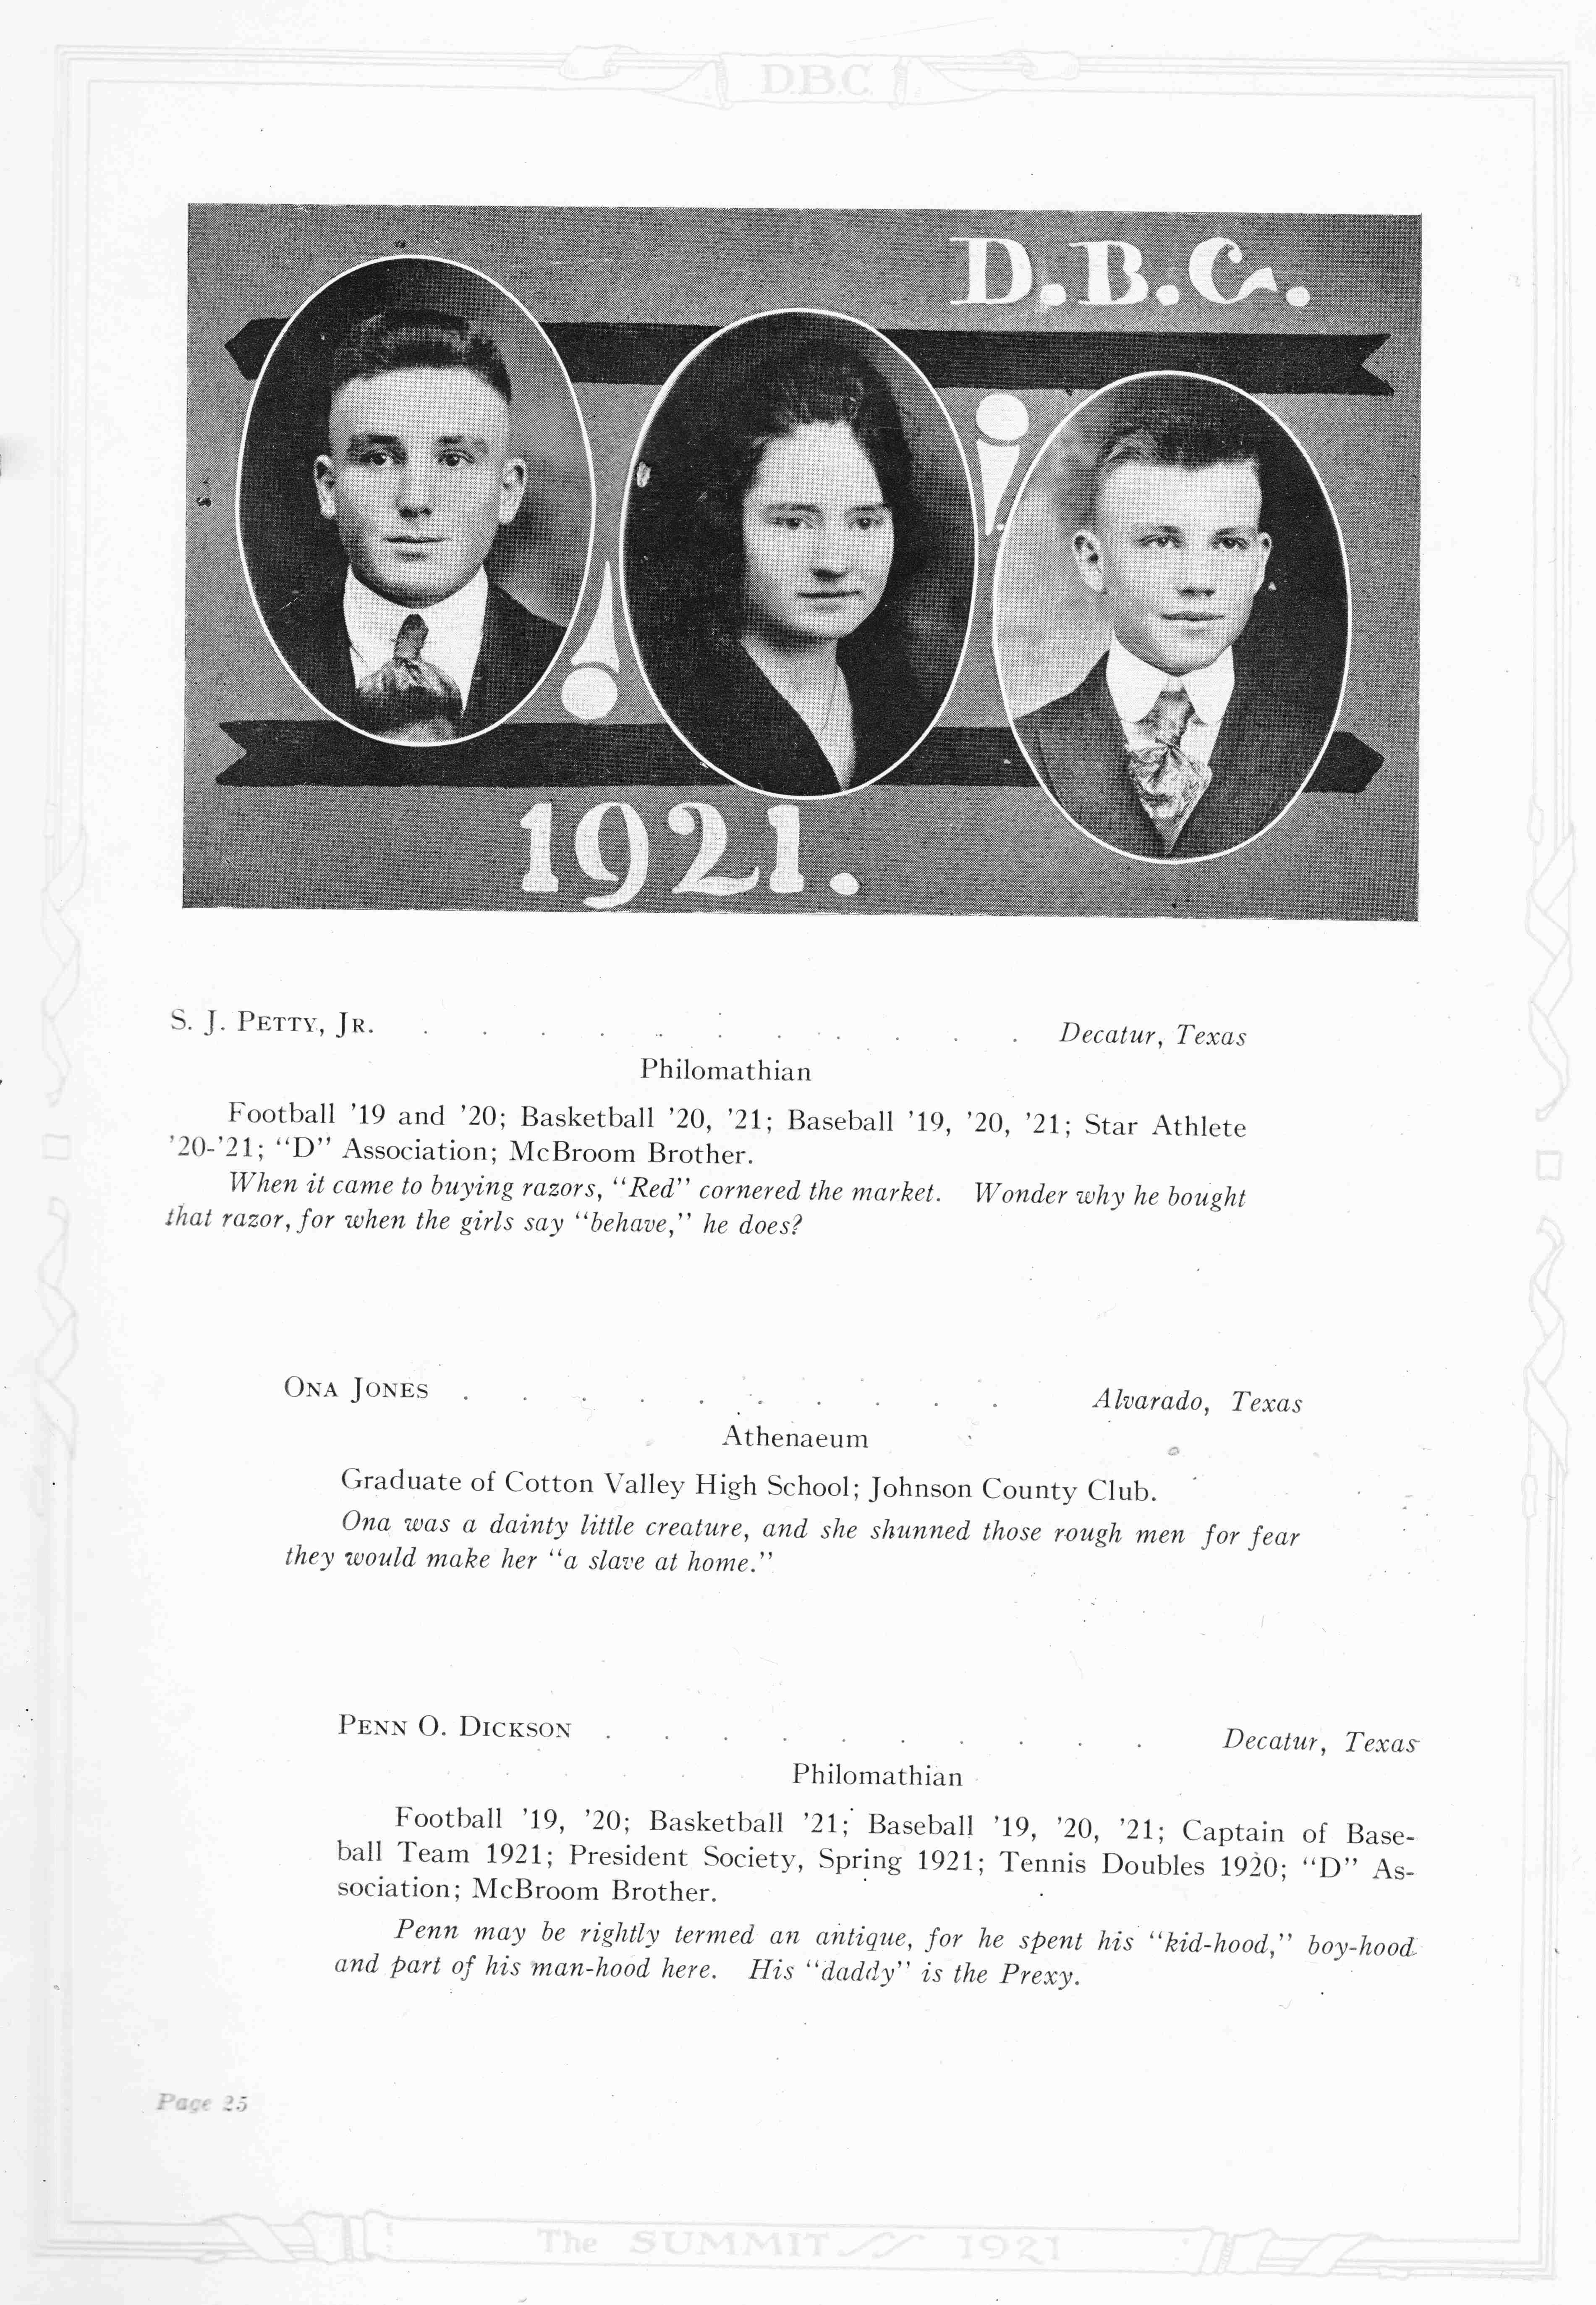 D.B.C.
D.B.C.
1921.
S. J. PETTY, JR. . . . . . . . . . . . Decatur, Texas
Philomathian
Football '19 and '20; Basketball '20, '21; Baseball '19, '20, '21; Star Athlete
'20-'21; "D" Association; McBroom Brother.
When it came to buying razors, "Red" cornered the market. Wonder why he bought
that razor, for when the girls say "behave," he does?
ONA JONES . . . . . . . . . . Alvarado, Texas
Athenaeum
Graduate of Cotton Valley High School; Johnson County Club.
Ona was a dainty little creature, and she shunned those rough men for fear
they would make her "a slave at home."
PENN O. DICKSON . . . . . . . . . . Decatur, Texas
Philomathian
Football '19, '20; Basketball '21; Baseball '19, '20, '21; Captain of Base-
ball Team 1921; President Society, Spring 1921; Tennis Doubles 1920; "D" As-
sociation; McBroom Brother.
Penn may be rightly termed an antique, for he spent his "kid-hood," boy-hood
and part of his man-hood here. His "daddy" is the Prexy.
Page 25
The SUMMIT 1921